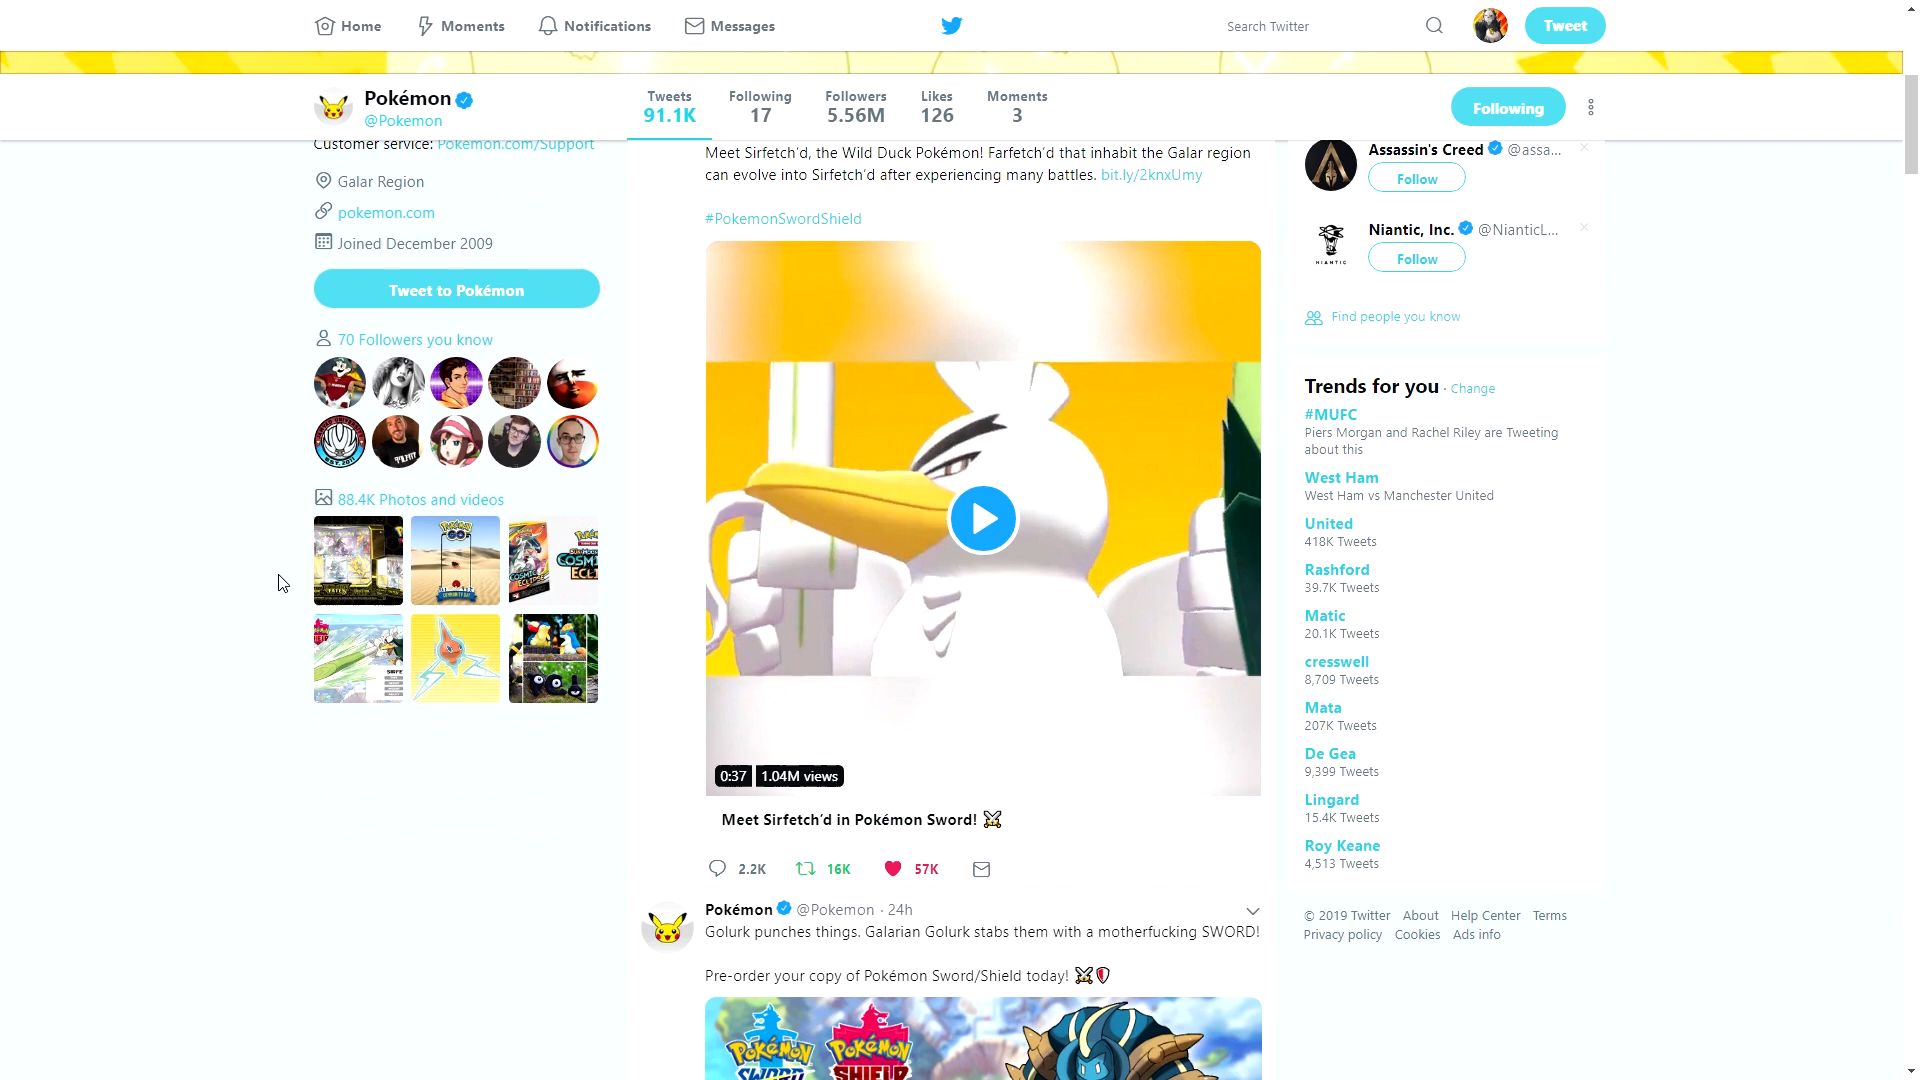 Home
Moments
Notifications
Messages
Search Twitter
Tweet
Pokémon
@Pokemon
Tweets
91.1K
Following
17
Followers
5.56M
Likes
126
Moments
3
Following
Customer service: Pokemon.com/Support
Galar Region
pokemon.com
Joined December 2009
Tweet to Pokémon
70 Followers you know
88.4K Photos and videos
Meet Sirfetch’d, the Wild Duck Pokémon! Farfetch’d that inhabit the Galar region
can evolve into Sirfetch’d after experiencing many battles. bit.ly/2knxUmy
#PokemonSwordShield
0:37
1.04M views
Meet Sirfetch’d in Pokémon Sword! ⚔️
2.2K
16K
57K
Pokémon @Pokemon · 24h
Golurk punches things. Galarian Golurk stabs them with a motherfucking SWORD!
Pre-order your copy of Pokémon Sword/Shield today! ⚔️🛡️
POKéMON POKéMON
SWORD SHIELD
Assassin's Creed @assa...
Follow
Niantic, Inc. @NianticL...
Follow
NIANTIC
Find people you know
Trends for you · Change
#MUFC
Piers Morgan and Rachel Riley are Tweeting
about this
West Ham
West Ham vs Manchester United
United
418K Tweets
Rashford
39.7K Tweets
Matic
20.1K Tweets
cresswell
8,709 Tweets
Mata
207K Tweets
De Gea
9,399 Tweets
Lingard
15.4K Tweets
Roy Keane
4,513 Tweets
© 2019 Twitter About Help Center Terms
Privacy policy Cookies Ads info